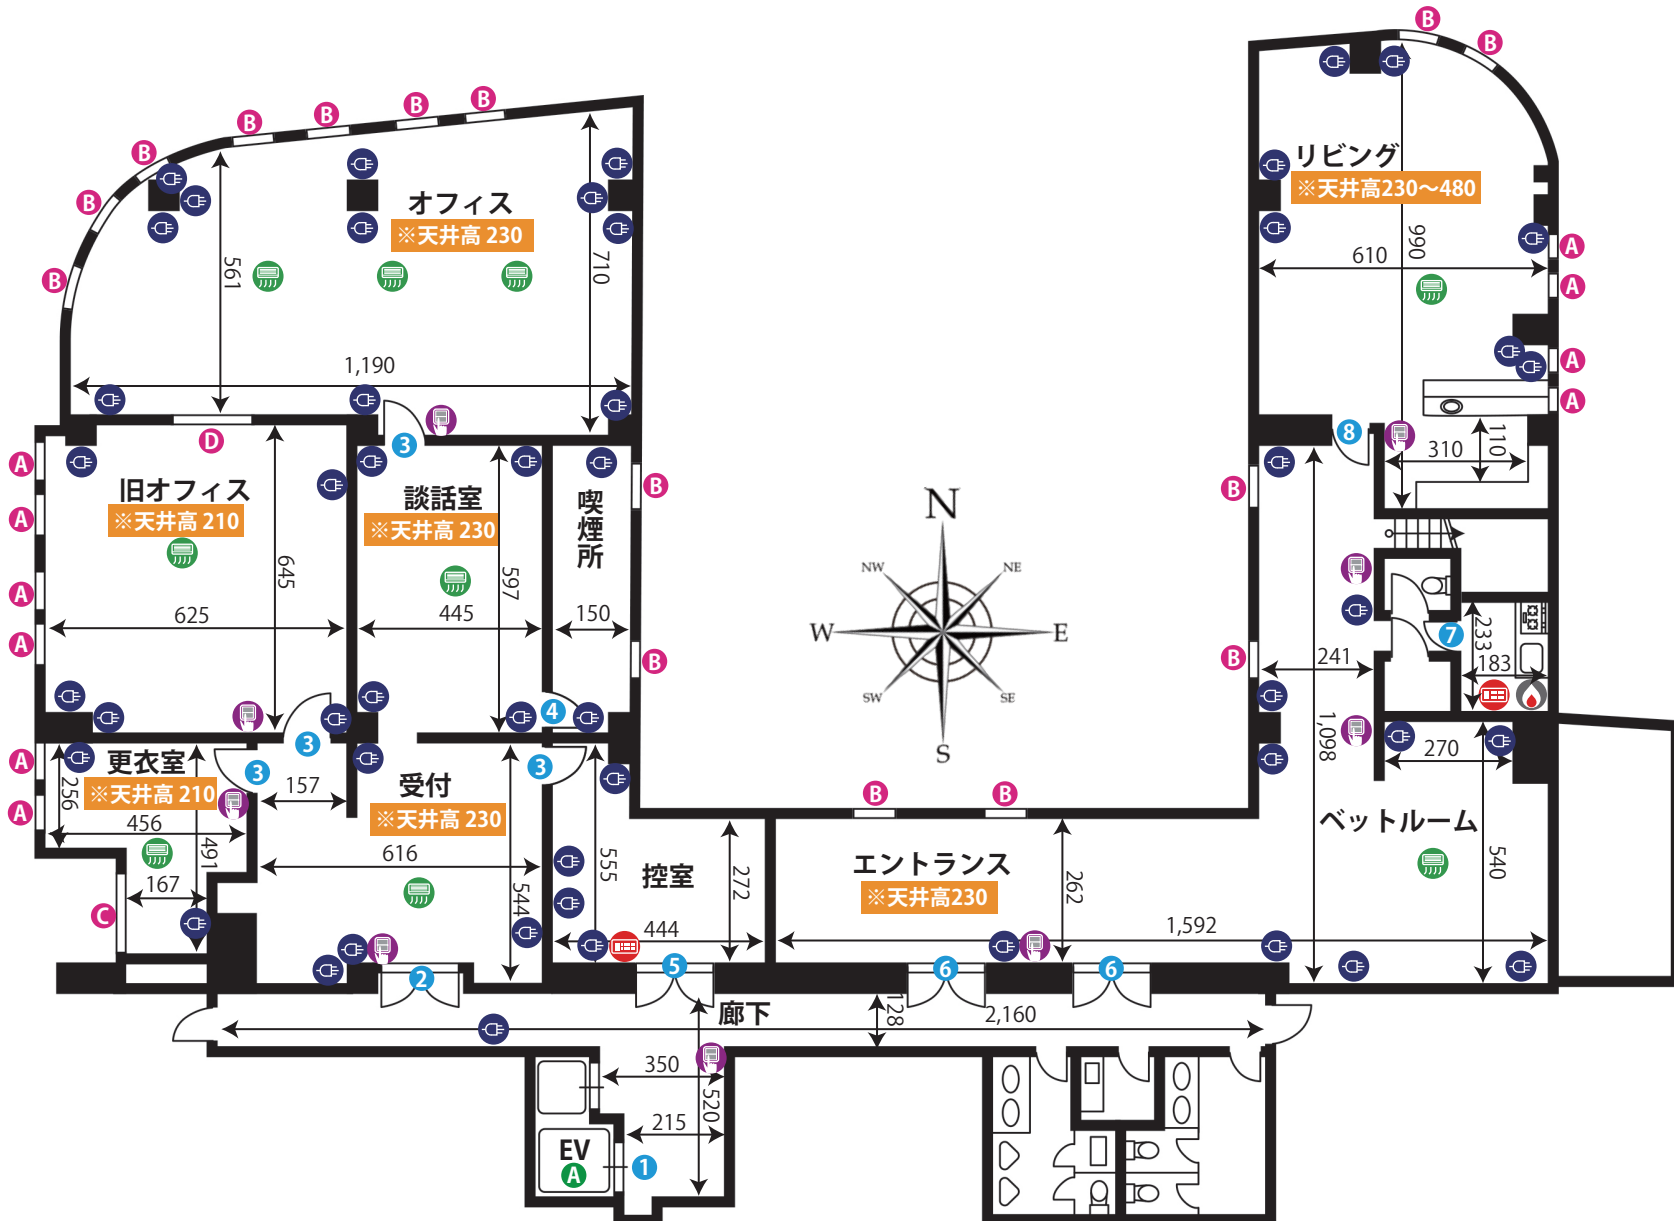 B
B
B
B
B
B
B
B
B
オフィス
※天井高 230
561
710
1,190
リビング
※天井高230～480
990
610
A
A
A
A
D
3
8
310
110
A
A
A
A
旧オフィス
※天井高 210
645
625
談話室
※天井高 230
597
445
喫煙所
150
B
B
B
B
N
NW
NE
W
E
SW
SE
S
241
1,098
7
233
183
4
3
3
3
A
A
更衣室
※天井高 210
256
456
491
167
C
157
受付
※天井高 230
616
544
555
控室
272
444
B
B
エントランス
※天井高230
262
1,592
270
ベットルーム
540
2
5
6
6
廊下
128
2,160
350
520
215
EV
A
1